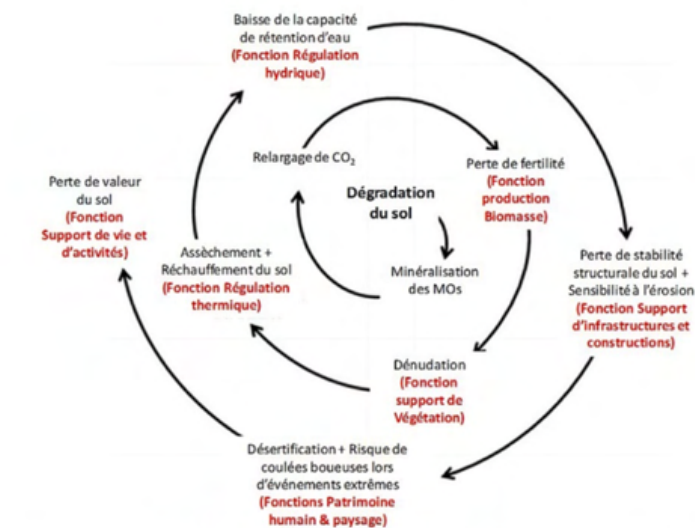 Baisse de la capacité
de rétention d'eau
(Fonction Régulation
hydrique)
Relargage de CO₂
Perte de fertilité
(Fonction
production
Biomasse)
Dégradation
du sol
Perte de valeur
du sol
(Fonction
Support de vie et
d'activités)
Assèchement +
Réchauffement du sol
(Fonction Régulation
thermique)
Minéralisation
des MOs
Perte de stabilité
structurale du sol +
Sensibilité à l'érosion
(Fonction Support
d'infrastructures et
constructions)
Dénudation
(Fonction
support de
Végétation)
Désertification + Risque de
coulées boueuses lors
d'événements extrêmes
(Fonctions Patrimoine
humain & paysage)